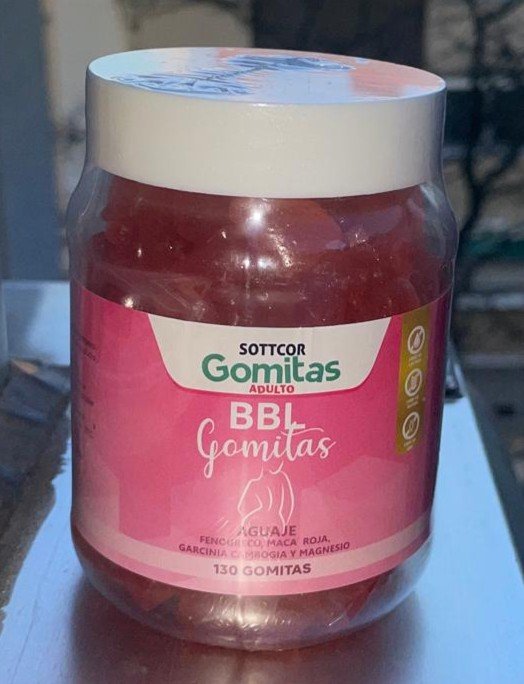 SOTTCOR
Gomitas
ADULTO
BBL
Gomitas
AGUAJE
FENOGRECO, MACA ROJA,
GARCINIA CAMBOGIA Y MAGNESIO
130 GOMITAS